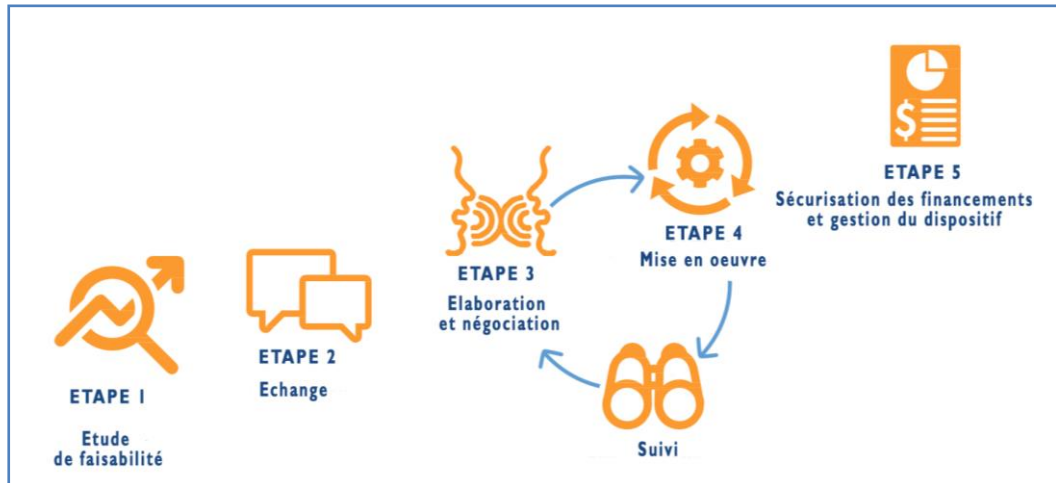 ETAPE 1
Etude
de faisabilité
ETAPE 2
Echange
ETAPE 3
Elaboration
et négociation
ETAPE 4
Mise en oeuvre
Suivi
$
ETAPE 5
Sécurisation des financements
et gestion du dispositif